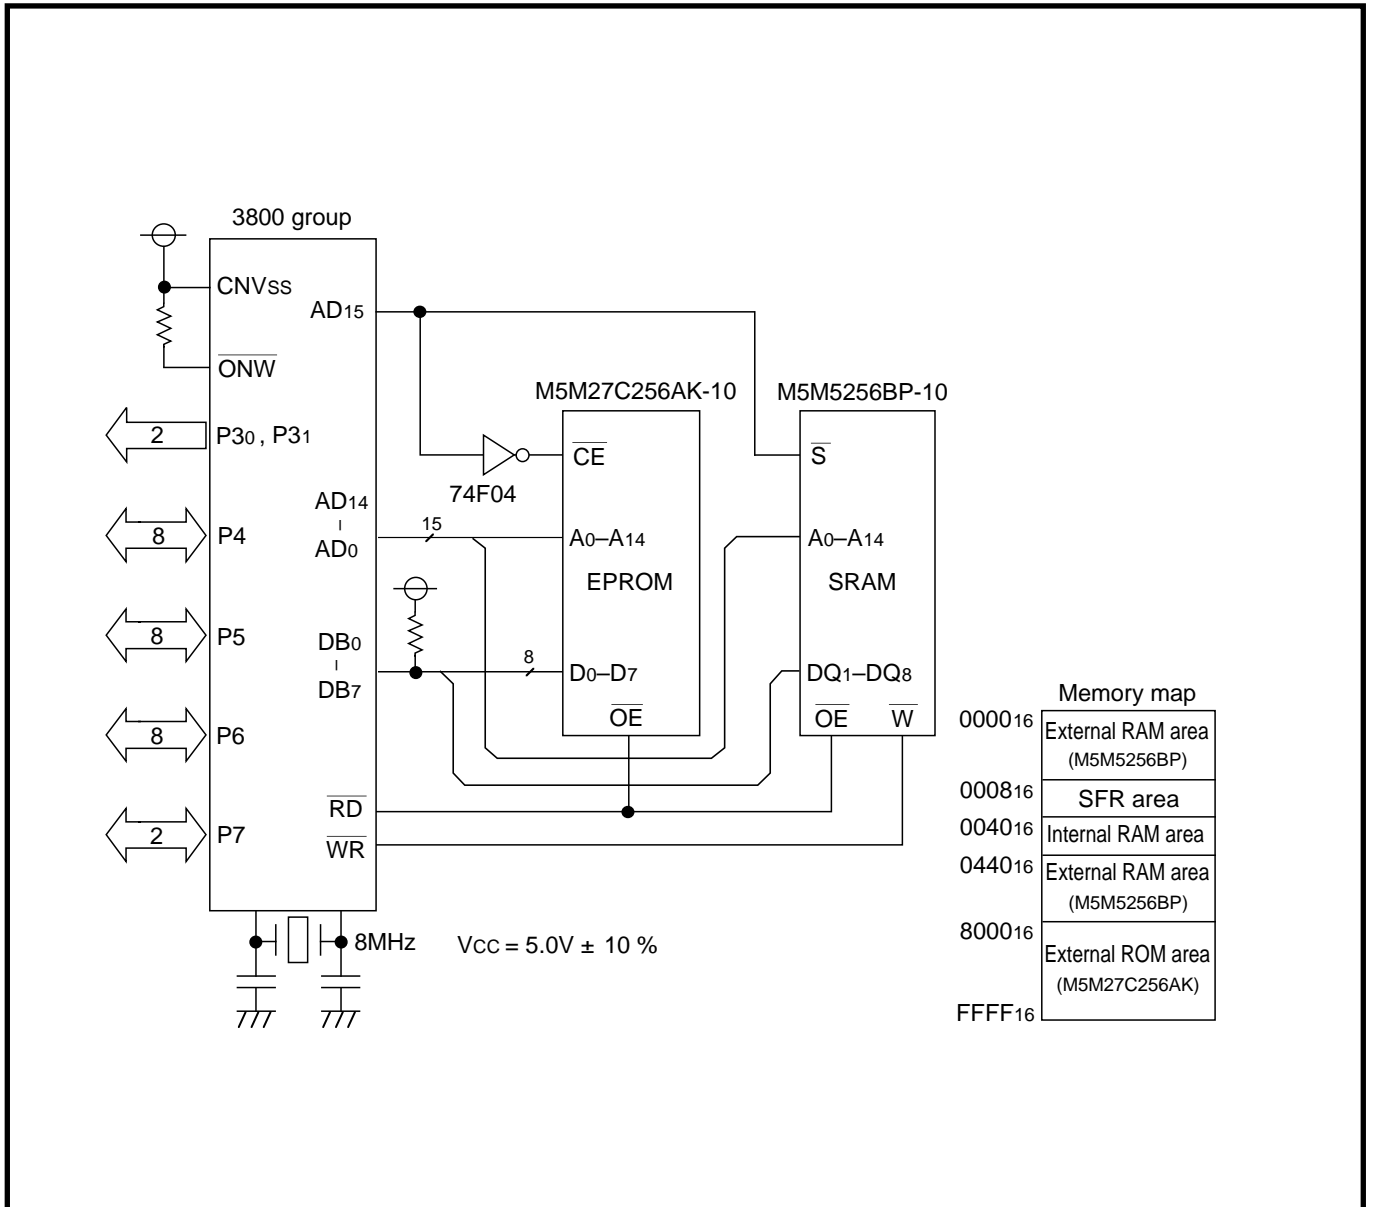 3800 group
CNVSS
AD15
ONW
M5M27C256AK-10
M5M5256BP-10
2
P30 , P31
CE
S
74F04
AD14
–
AD0
15
A0–A14
A0–A14
8
P4
EPROM
SRAM
8
P5
DB0
–
DB7
8
D0–D7
DQ1–DQ8
OE
OE
W
8
P6
RD
2
P7
WR
8MHz
VCC = 5.0V ± 10 %
Memory map
000016
External RAM area
(M5M5256BP)
000816
SFR area
004016
Internal RAM area
044016
External RAM area
(M5M5256BP)
800016
External ROM area
(M5M27C256AK)
FFFF16